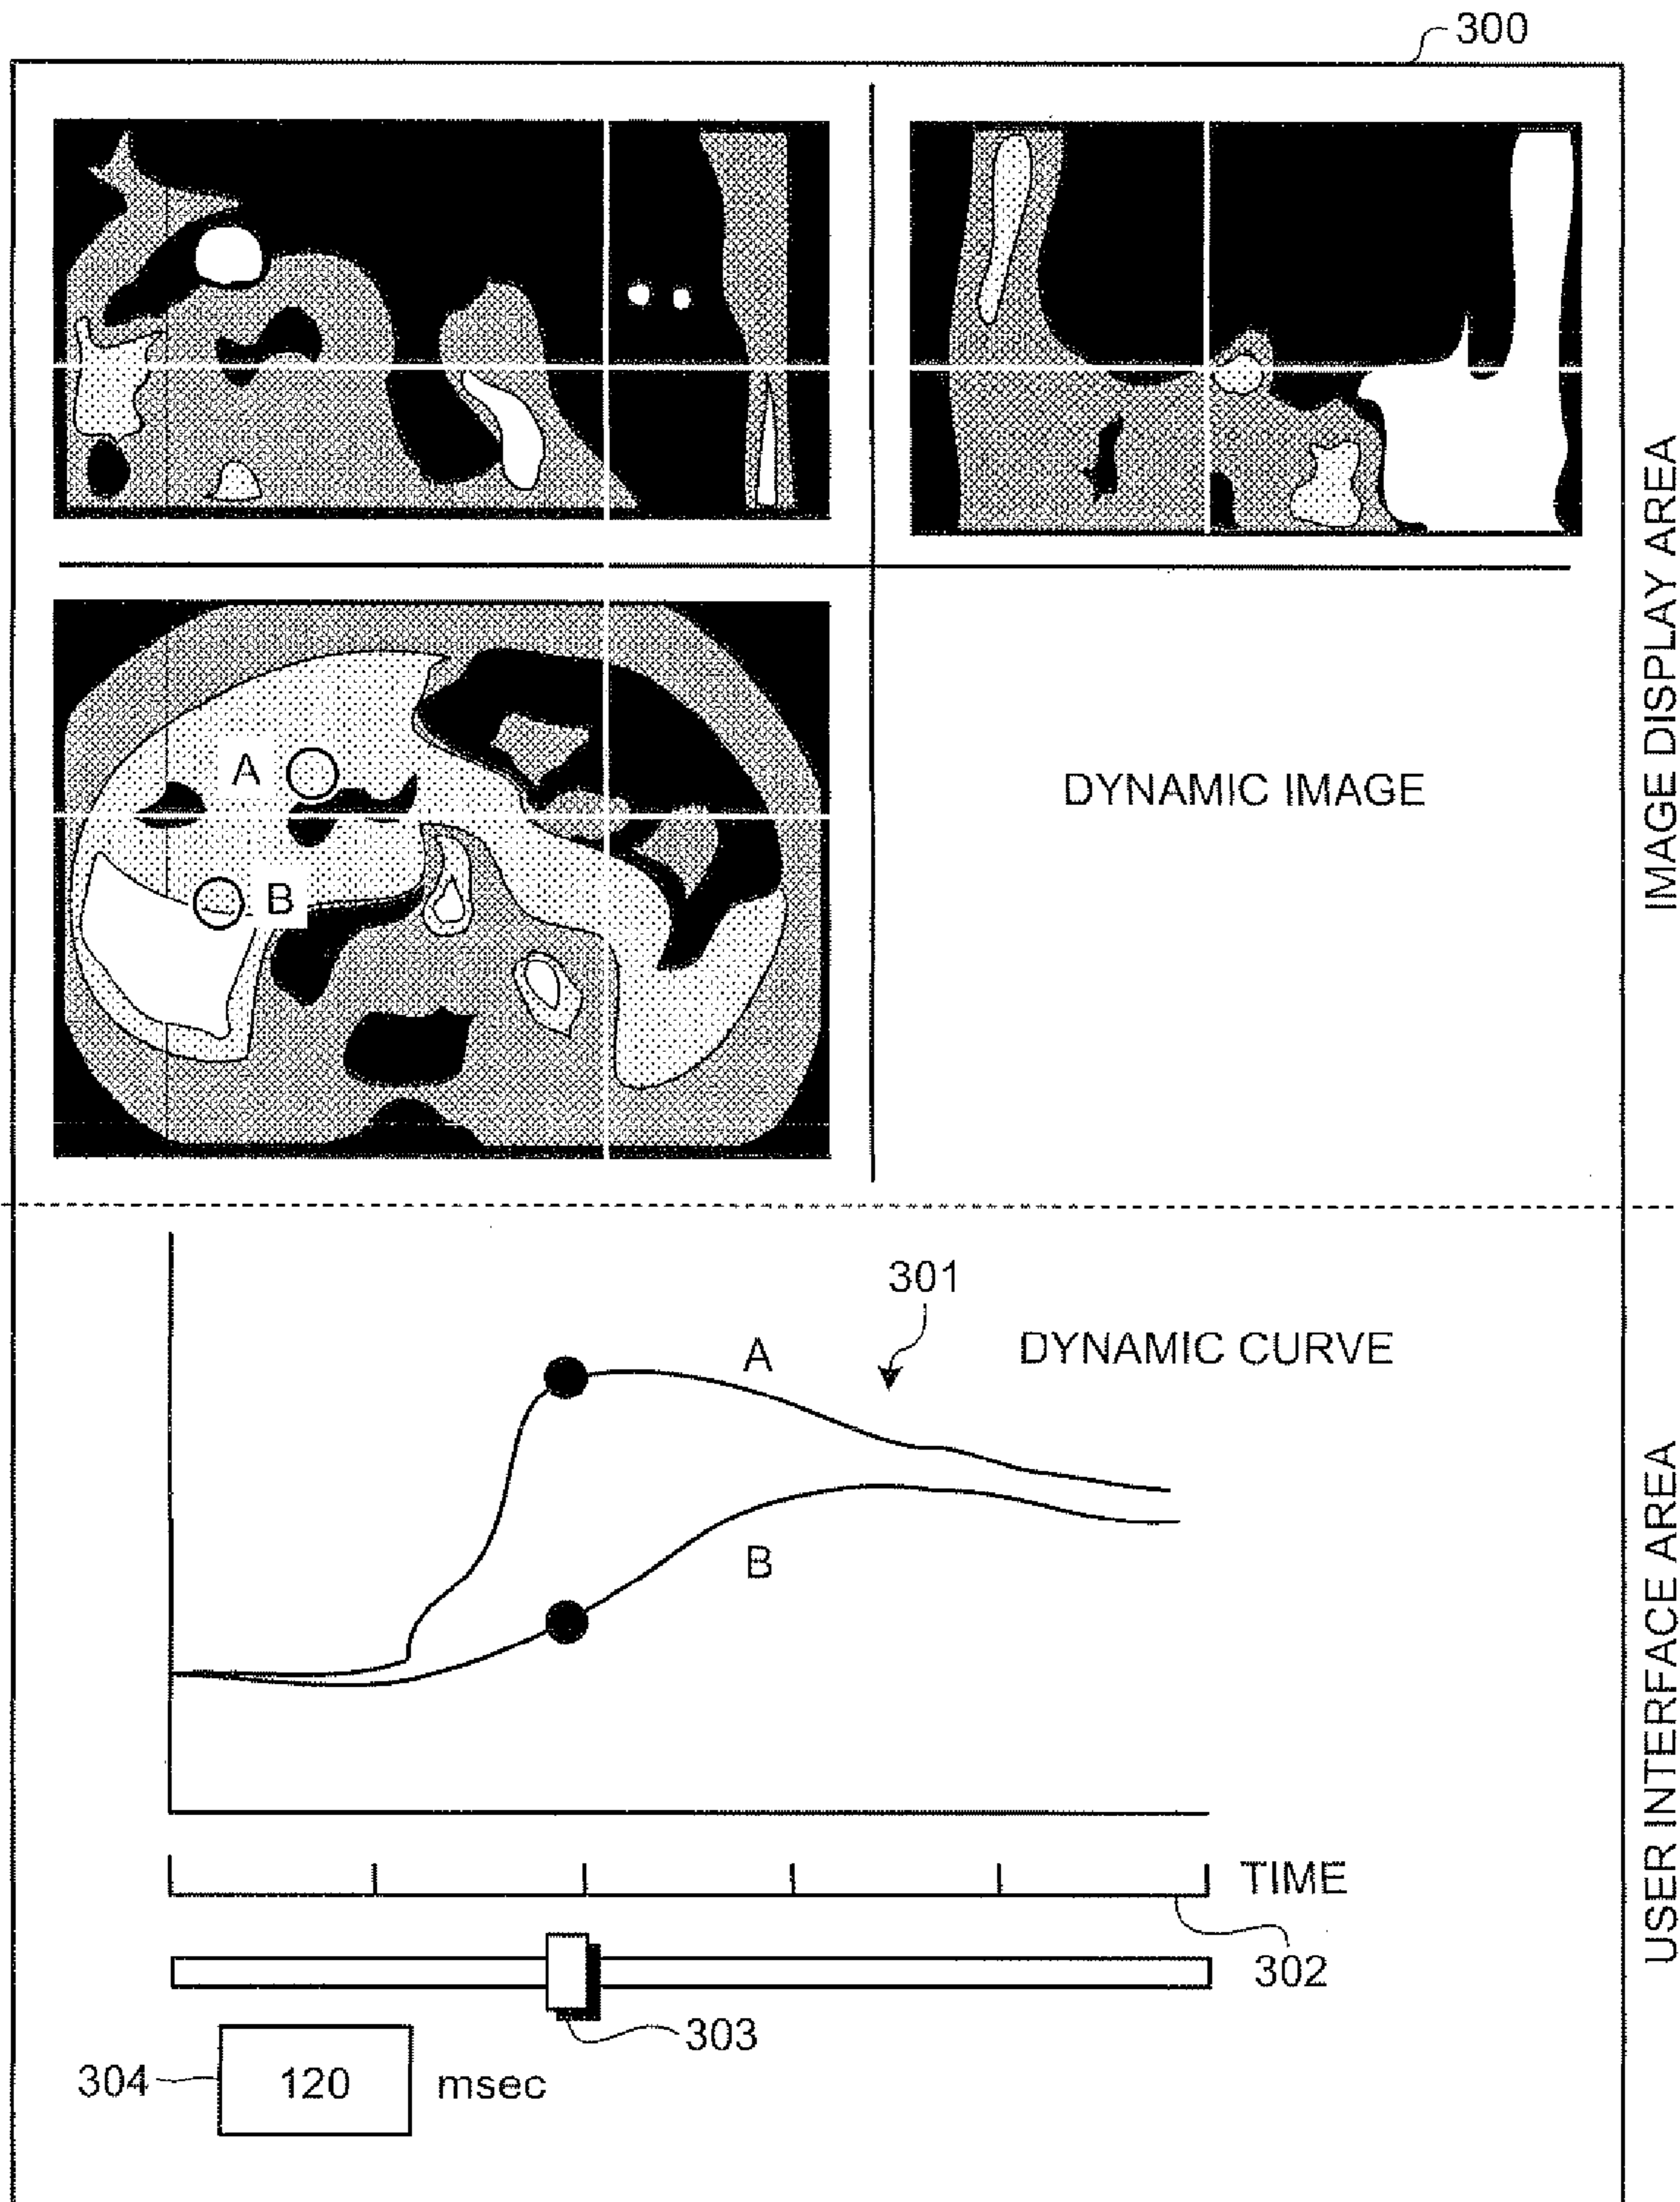 300
A
B
DYNAMIC IMAGE
IMAGE DISPLAY AREA
301
A
DYNAMIC CURVE
B
TIME
302
303
304
120 msec
USER INTERFACE AREA